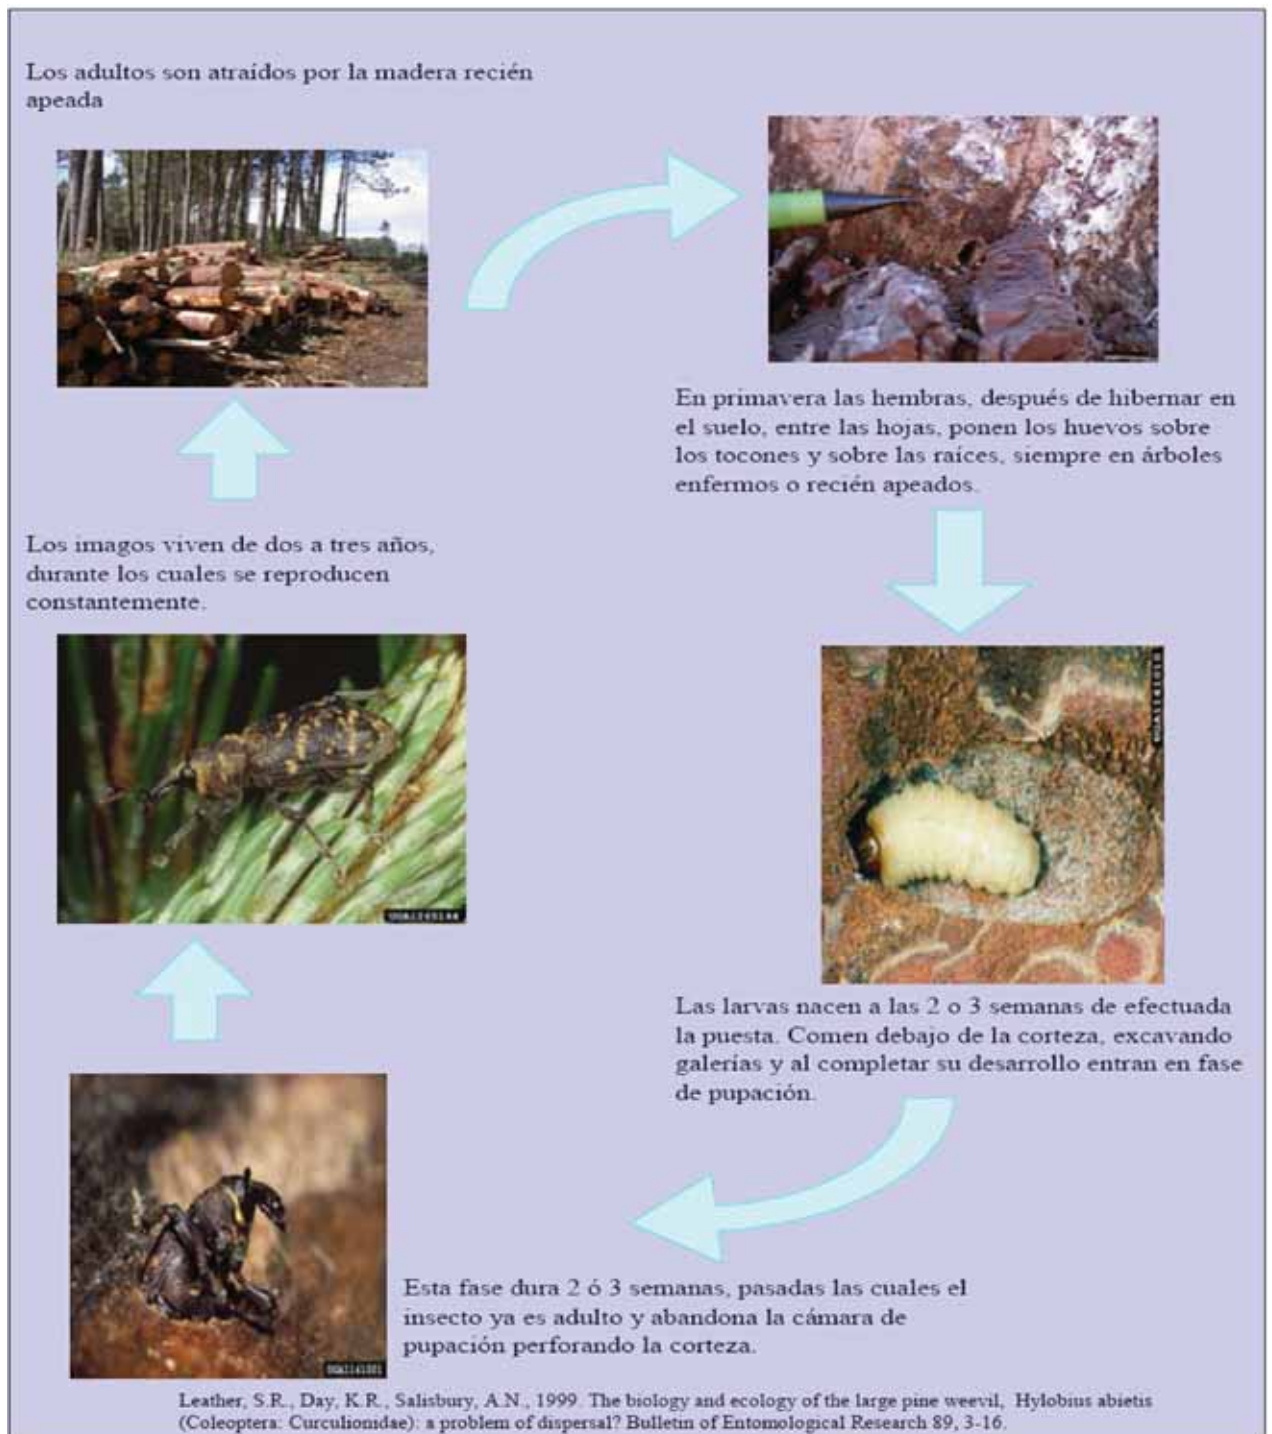 Los adultos son atraídos por la madera recién
apeada
En primavera las hembras, después de hibernar en
el suelo, entre las hojas, ponen los huevos sobre
los tocones y sobre las raíces, siempre en árboles
enfermos o recién apeados.
Las larvas nacen a las 2 o 3 semanas de efectuada
la puesta. Comen debajo de la corteza, excavando
galerías y al completar su desarrollo entran en fase
de pupación.
Esta fase dura 2 ó 3 semanas, pasadas las cuales el
insecto ya es adulto y abandona la cámara de
pupación perforando la corteza.
Los imagos viven de dos a tres años,
durante los cuales se reproducen
constantemente.
Leather, S.R., Day, K.R., Salisbury, A.N., 1999. The biology and ecology of the large pine weevil, Hylobius abietis
(Coleoptera: Curculionidae): a problem of dispersal? Bulletin of Entomological Research 89, 3-16.